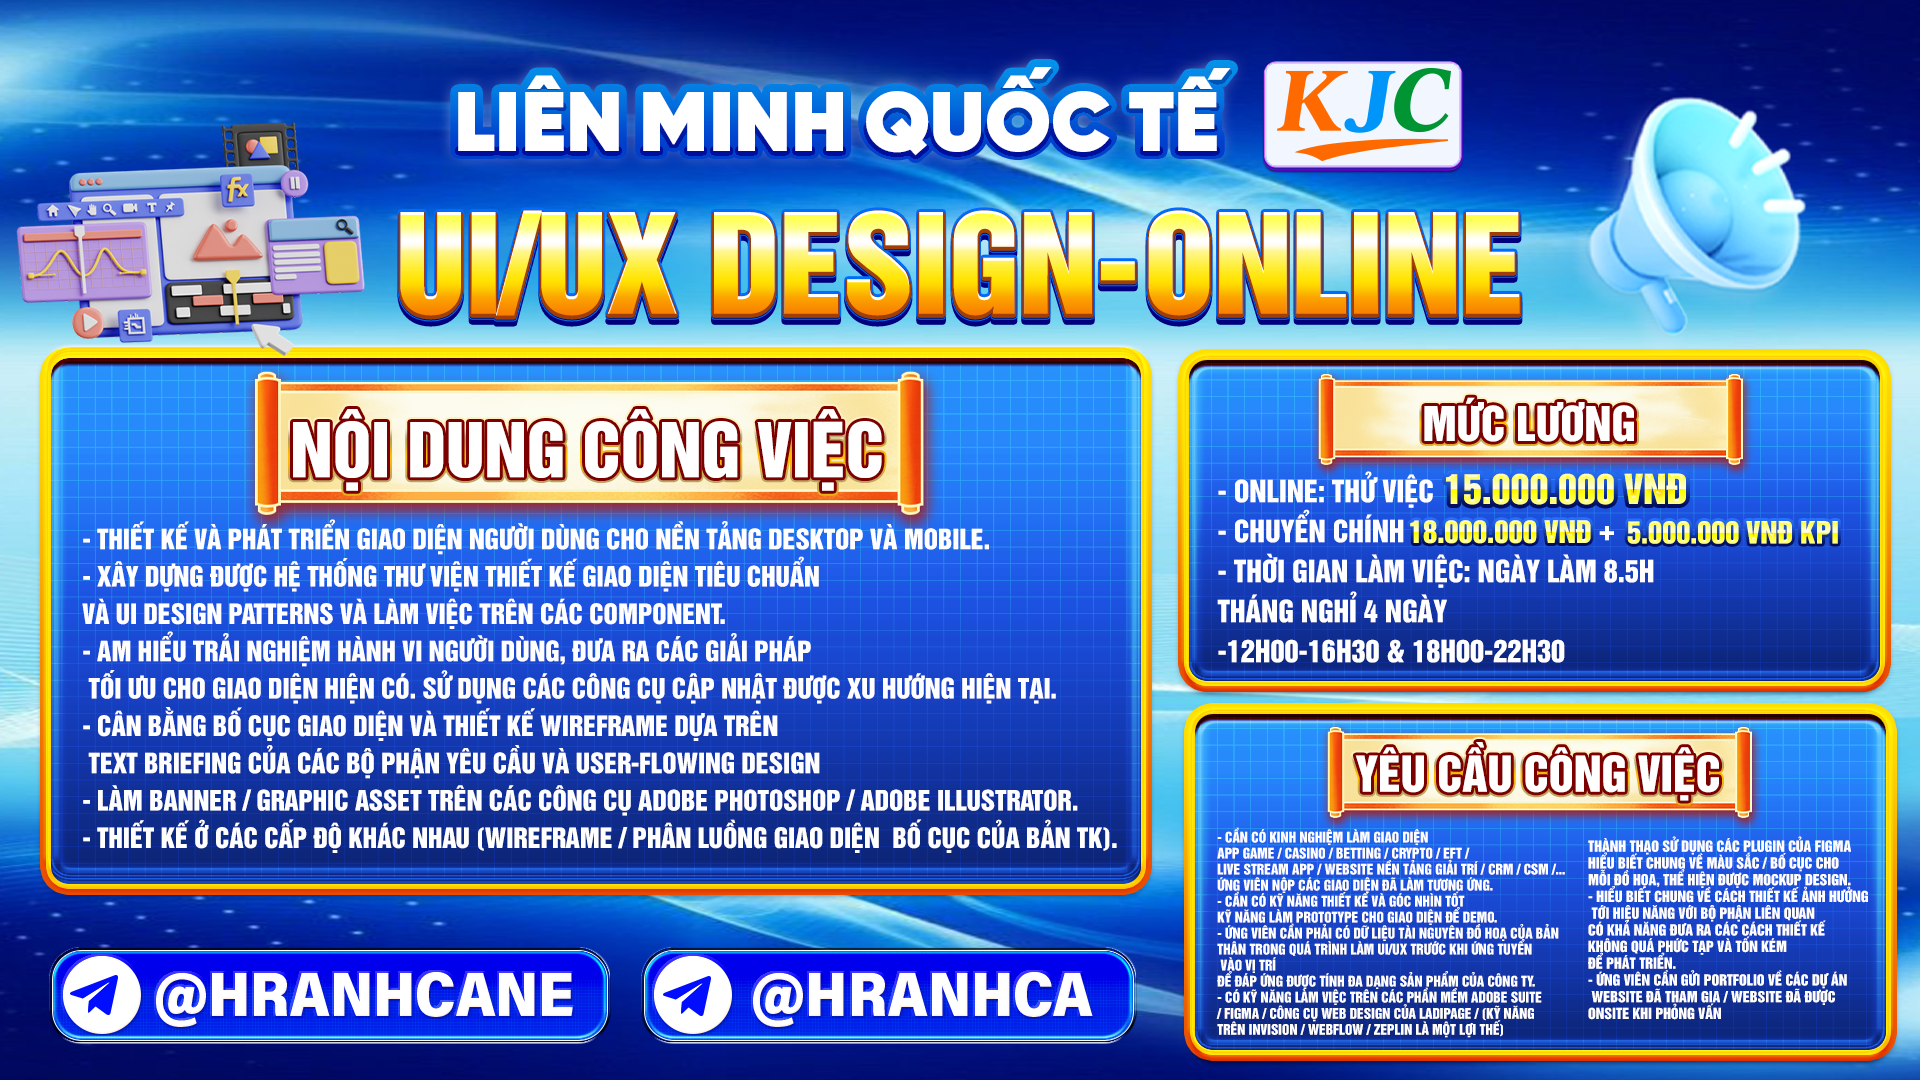 LIÊN MINH QUỐC TẾ
KJC
UI/UX DESIGN-ONLINE
fx
T
NỘI DUNG CÔNG VIỆC
- THIẾT KẾ VÀ PHÁT TRIỂN GIAO DIỆN NGƯỜI DÙNG CHO NỀN TẢNG DESKTOP VÀ MOBILE.
- XÂY DỰNG ĐƯỢC HỆ THỐNG THƯ VIỆN THIẾT KẾ GIAO DIỆN TIÊU CHUẨN
VÀ UI DESIGN PATTERNS VÀ LÀM VIỆC TRÊN CÁC COMPONENT.
- AM HIỂU TRẢI NGHIỆM HÀNH VI NGƯỜI DÙNG, ĐƯA RA CÁC GIẢI PHÁP
TỐI ƯU CHO GIAO DIỆN HIỆN CÓ. SỬ DỤNG CÁC CÔNG CỤ CẬP NHẬT ĐƯỢC XU HƯỚNG HIỆN TẠI.
- CÂN BẰNG BỐ CỤC GIAO DIỆN VÀ THIẾT KẾ WIREFRAME DỰA TRÊN
TEXT BRIEFING CỦA CÁC BỘ PHẬN YÊU CẦU VÀ USER-FLOWING DESIGN
- LÀM BANNER / GRAPHIC ASSET TRÊN CÁC CÔNG CỤ ADOBE PHOTOSHOP / ADOBE ILLUSTRATOR.
- THIẾT KẾ Ở CÁC CẤP ĐỘ KHÁC NHAU (WIREFRAME / PHÂN LUỒNG GIAO DIỆN BỐ CỤC CỦA BẢN TK).
MỨC LƯƠNG
- ONLINE: THỬ VIỆC 15.000.000 VNĐ
- CHUYỂN CHÍNH 18.000.000 VNĐ + 5.000.000 VNĐ KPI
- THỜI GIAN LÀM VIỆC: NGÀY LÀM 8.5H
THÁNG NGHỈ 4 NGÀY
-12H00-16H30 & 18H00-22H30
YÊU CẦU CÔNG VIỆC
- CẦN CÓ KINH NGHIỆM LÀM GIAO DIỆN
APP GAME / CASINO / BETTING / CRYPTO / EFT /
LIVE STREAM APP / WEBSITE NỀN TẢNG GIẢI TRÍ / CRM / CSM /...
ỨNG VIÊN NỘP CÁC GIAO DIỆN ĐÃ LÀM TƯƠNG ỨNG.
- CẦN CÓ KỸ NĂNG THIẾT KẾ VÀ GÓC NHÌN TỐT
KỸ NĂNG LÀM PROTOTYPE CHO GIAO DIỆN ĐỂ DEMO.
- ỨNG VIÊN CẦN PHẢI CÓ DỮ LIỆU TÀI NGUYÊN ĐỒ HOẠ CỦA BẢN
THÂN TRONG QUÁ TRÌNH LÀM UI/UX TRƯỚC KHI ỨNG TUYỂN
VÀO VỊ TRÍ
ĐỂ ĐÁP ỨNG ĐƯỢC TÍNH ĐA DẠNG SẢN PHẨM CỦA CÔNG TY.
- CÓ KỸ NĂNG LÀM VIỆC TRÊN CÁC PHẦN MỀM ADOBE SUITE
/ FIGMA / CÔNG CỤ WEB DESIGN CỦA LADIPAGE / (KỸ NĂNG
TRÊN INVISION / WEBFLOW / ZEPLIN LÀ MỘT LỢI THẾ)
THÀNH THẠO SỬ DỤNG CÁC PLUGIN CỦA FIGMA
HIỂU BIẾT CHUNG VỀ MÀU SẮC / BỐ CỤC CHO
MỖI ĐỒ HỌA, THỂ HIỆN ĐƯỢC MOCKUP DESIGN.
- HIỂU BIẾT CHUNG VỀ CÁCH THIẾT KẾ ẢNH HƯỞNG
TỚI HIỆU NĂNG VỚI BỘ PHẬN LIÊN QUAN
CÓ KHẢ NĂNG ĐƯA RA CÁC CÁCH THIẾT KẾ
KHÔNG QUÁ PHỨC TẠP VÀ TỐN KÉM
ĐỂ PHÁT TRIỂN.
- ỨNG VIÊN CẦN GỬI PORTFOLIO VỀ CÁC DỰ ÁN
WEBSITE ĐÃ THAM GIA / WEBSITE ĐÃ ĐƯỢC
ONSITE KHI PHỎNG VẤN
@HRANHCANE
@HRANHCA